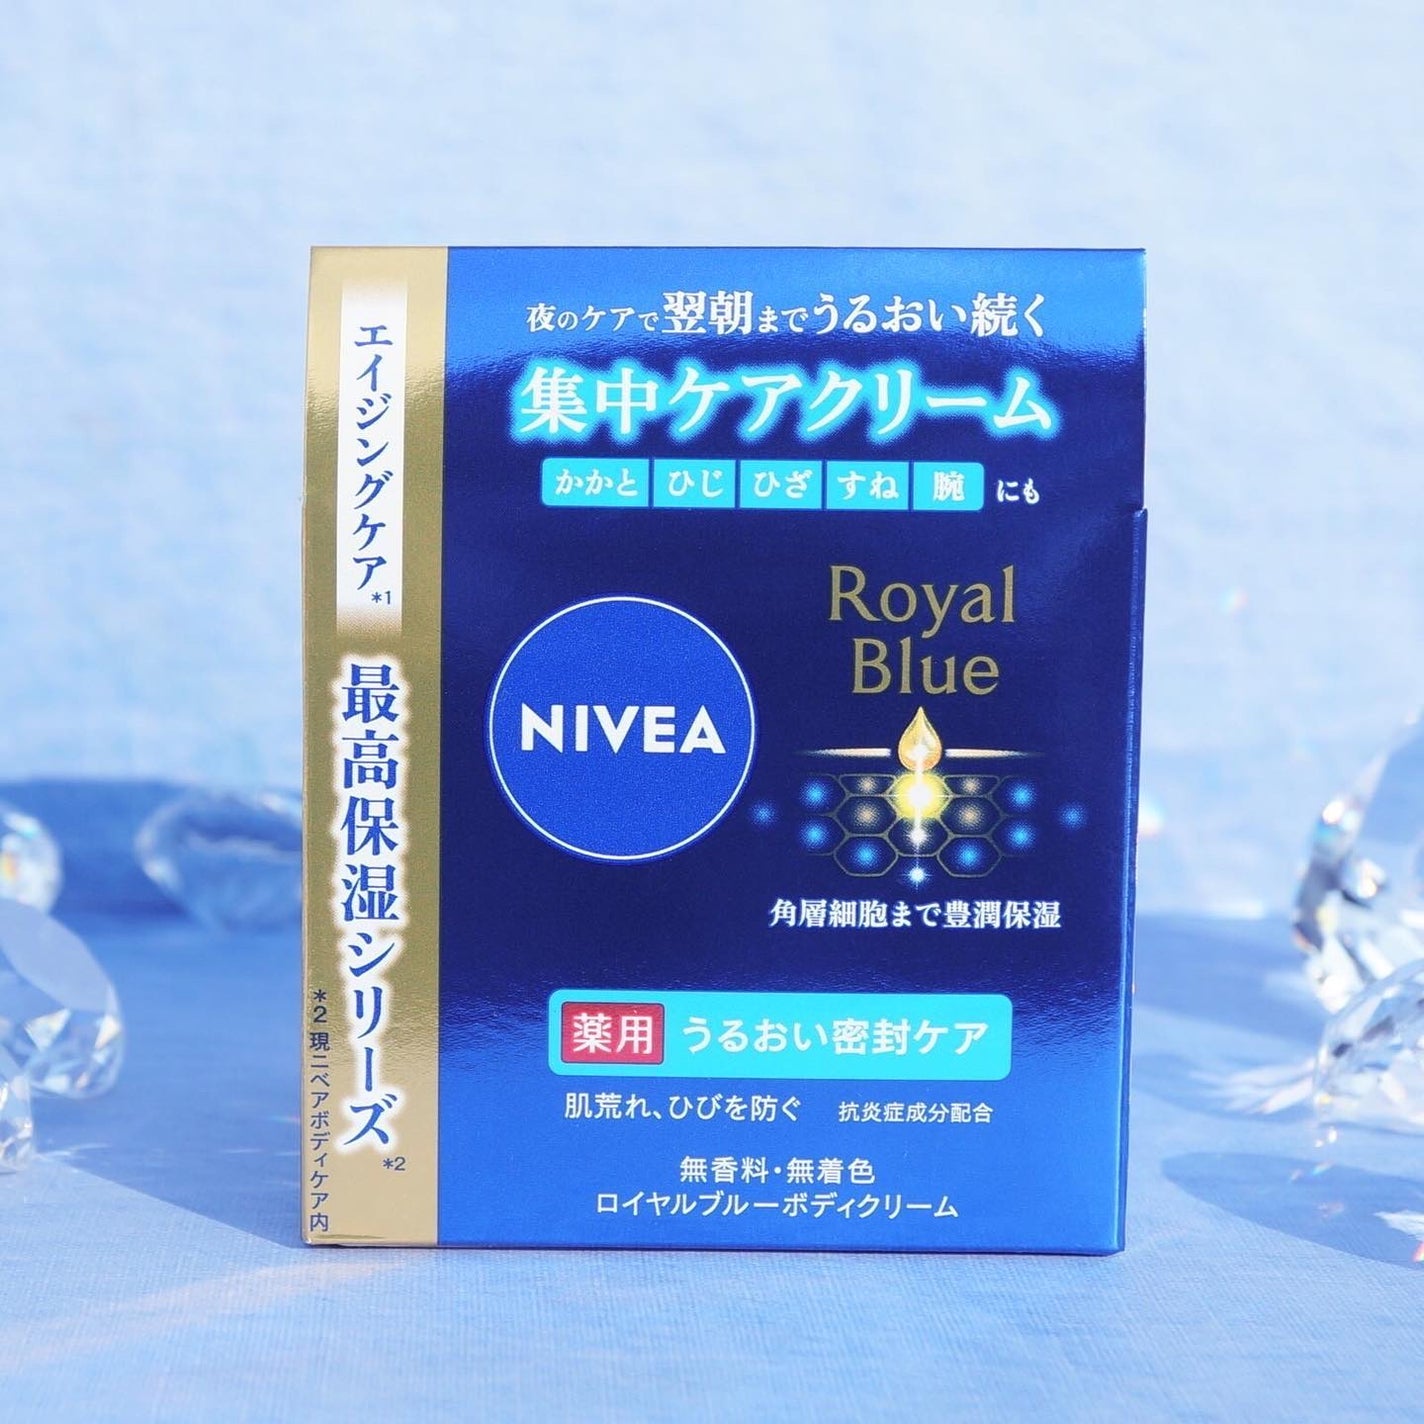 エイジングケア*1
最高保湿シリーズ*2
*2 現ニベアボディケア内
夜のケアで翌朝までうるおい続く
集中ケアクリーム
かかと ひじ ひざ すね 腕 にも
NIVEA
Royal
Blue
角層細胞まで豊潤保湿
薬用 うるおい密封ケア
肌荒れ、ひびを防ぐ 抗炎症成分配合
無香料・無着色
ロイヤルブルーボディクリーム